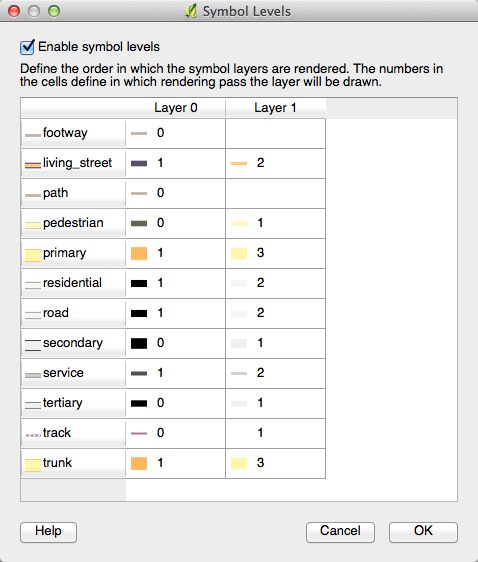 Symbol Levels
Enable symbol levels
Define the order in which the symbol layers are rendered. The numbers in
the cells define in which rendering pass the layer will be drawn.
Layer 0 Layer 1
footway 0
living_street 1 2
path 0
pedestrian 0 1
primary 1 3
residential 1 2
road 1 2
secondary 0 1
service 1 2
tertiary 0 1
track 0 1
trunk 1 3
Help Cancel OK